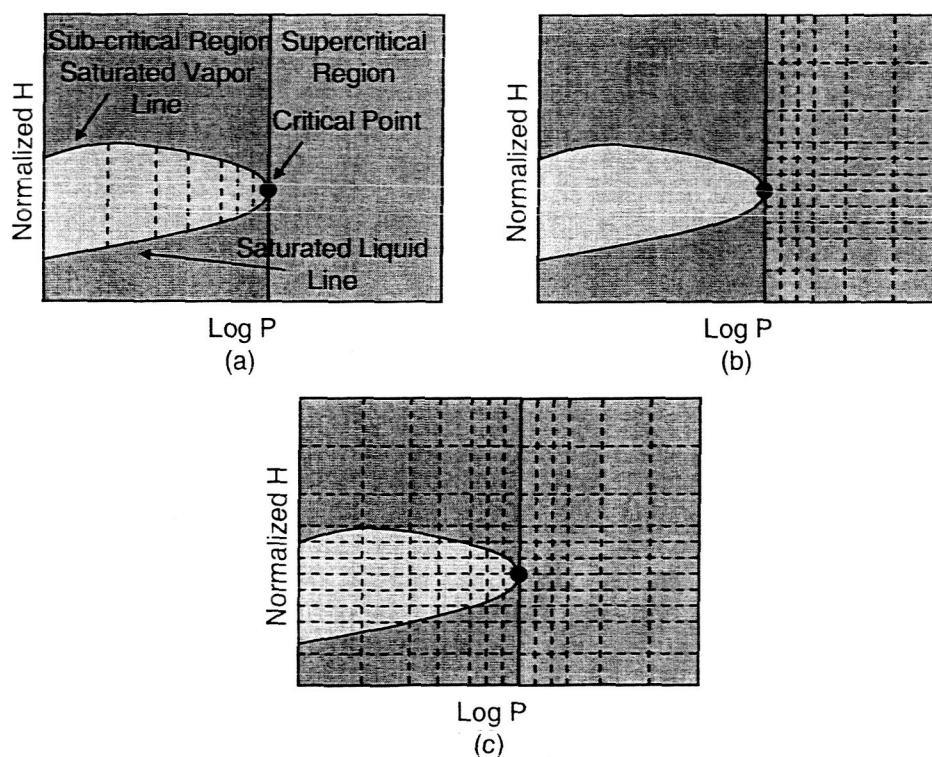 Sub-critical Region
Saturated Vapor
Line
Supercritical
Region
Critical Point
Saturated Liquid
Line
Normalized H
Log P
(a)
Normalized H
Log P
(b)
Normalized H
Log P
(c)